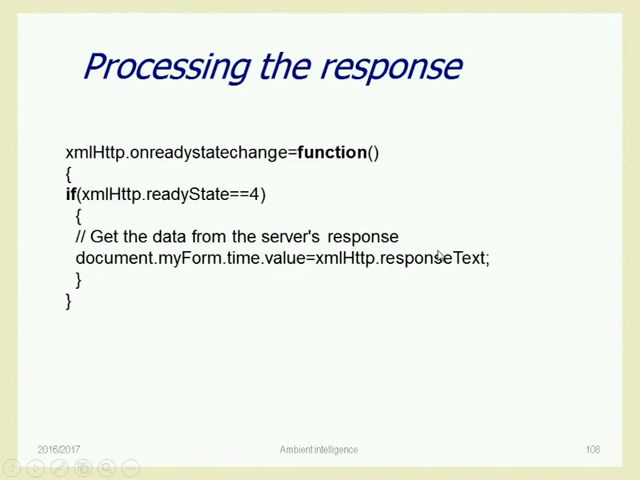 Processing the response
xmlHttp.onreadystatechange=function()
{
if(xmlHttp.readyState==4)
{
// Get the data from the server's response
document.myForm.time.value=xmlHttp.responseText;
}
}
2016/2017
Ambient intelligence
108